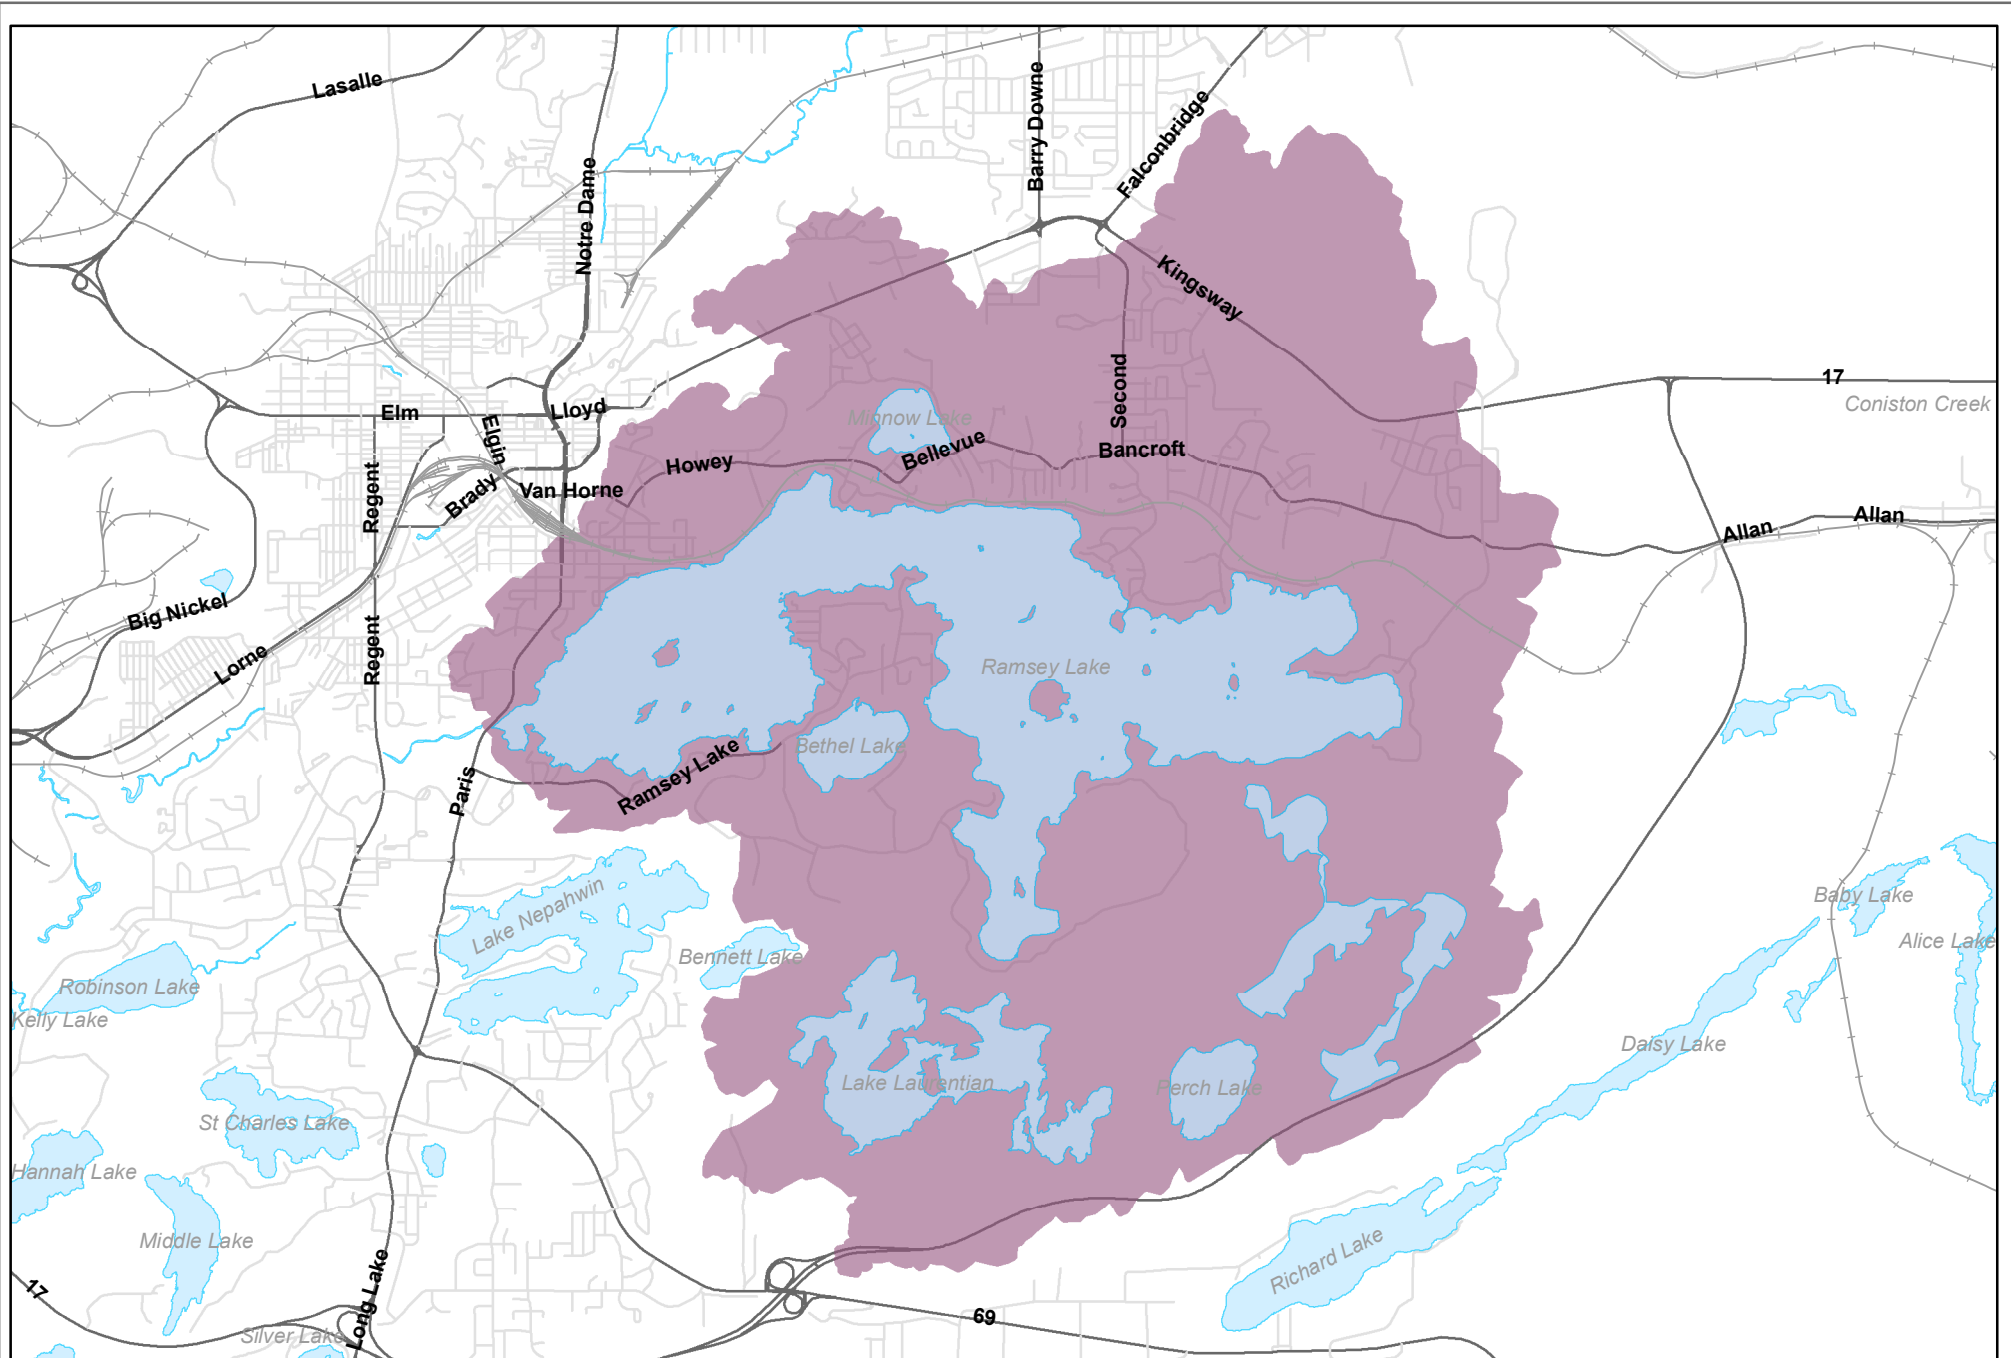 Lasalle
Barry Downe
Falconbridge
Notre Dame
Kingsway
17
Coniston Creek
Second
Elm
Lloyd
Minnow Lake
Elgin
Bellevue
Bancroft
Howey
Regent
Brady
Van Horne
Allan
Allan
Big Nickel
Lorne
Regent
Ramsey Lake
Bethel Lake
Ramsey Lake
Paris
Baby Lake
Alice Lake
Lake Nepahwin
Bennett Lake
Robinson Lake
Kelly Lake
Daisy Lake
Lake Laurentian
Perch Lake
St Charles Lake
Hannah Lake
Middle Lake
Richard Lake
17
Long Lake
69
Silver Lake